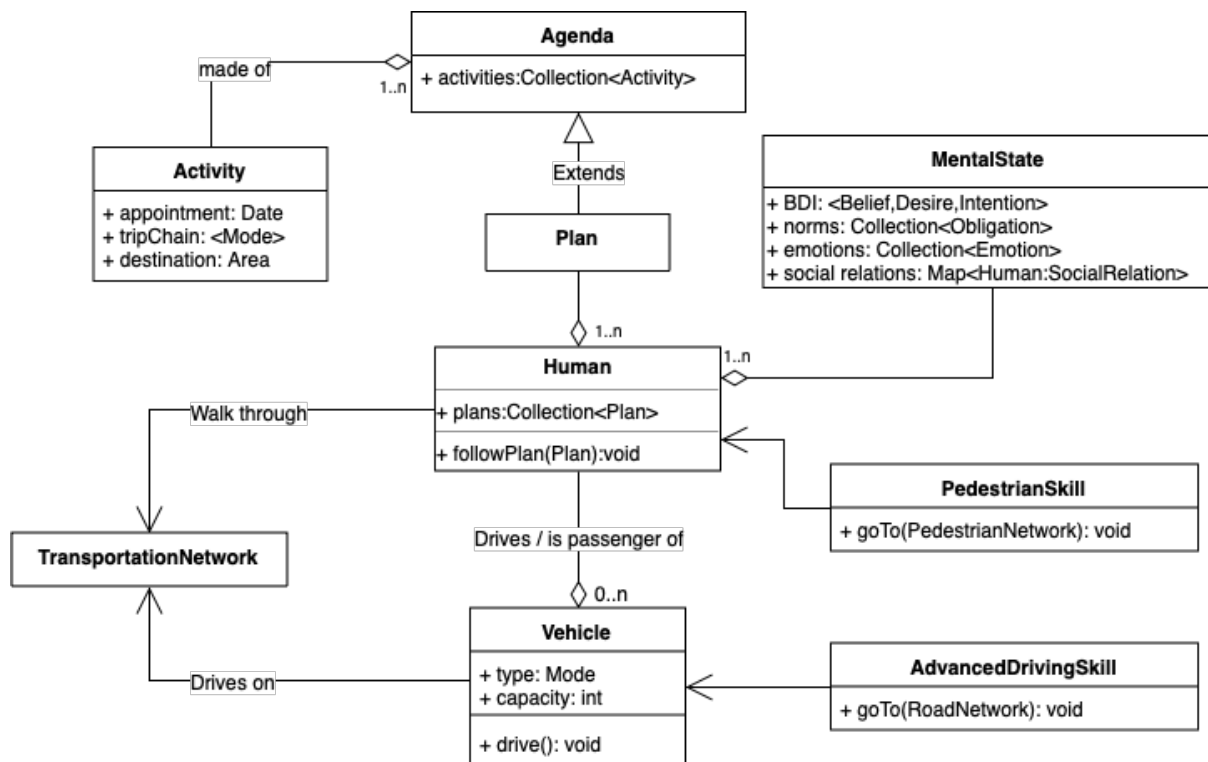 Agenda
+ activities:Collection<Activity>
made of
1..n
Activity
+ appointment: Date
+ tripChain: <Mode>
+ destination: Area
Extends
Plan
MentalState
+ BDI: <Belief,Desire,Intention>
+ norms: Collection<Obligation>
+ emotions: Collection<Emotion>
+ social relations: Map<Human:SocialRelation>
1..n
1..n
Human
+ plans:Collection<Plan>
+ followPlan(Plan):void
Walk through
PedestrianSkill
+ goTo(PedestrianNetwork): void
TransportationNetwork
Drives / is passenger of
0..n
Vehicle
+ type: Mode
+ capacity: int
+ drive(): void
Drives on
AdvancedDrivingSkill
+ goTo(RoadNetwork): void